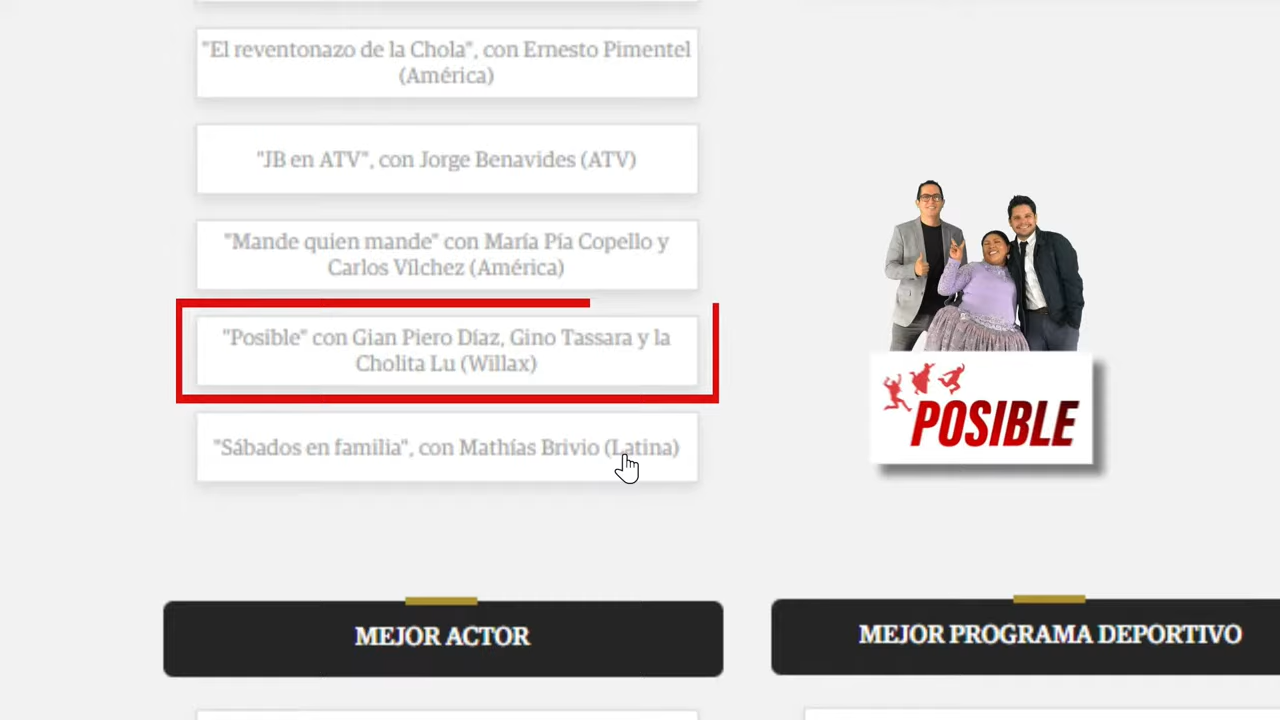 "El reventonazo de la Chola", con Ernesto Pimentel
(América)
"JB en ATV", con Jorge Benavides (ATV)
"Mande quien mande" con María Pía Copello y
Carlos Vílchez (América)
"Posible" con Gian Piero Díaz, Gino Tassara y la
Cholita Lu (Willax)
"Sábados en familia", con Mathías Brivio (Latina)
POSIBLE
MEJOR ACTOR
MEJOR PROGRAMA DEPORTIVO